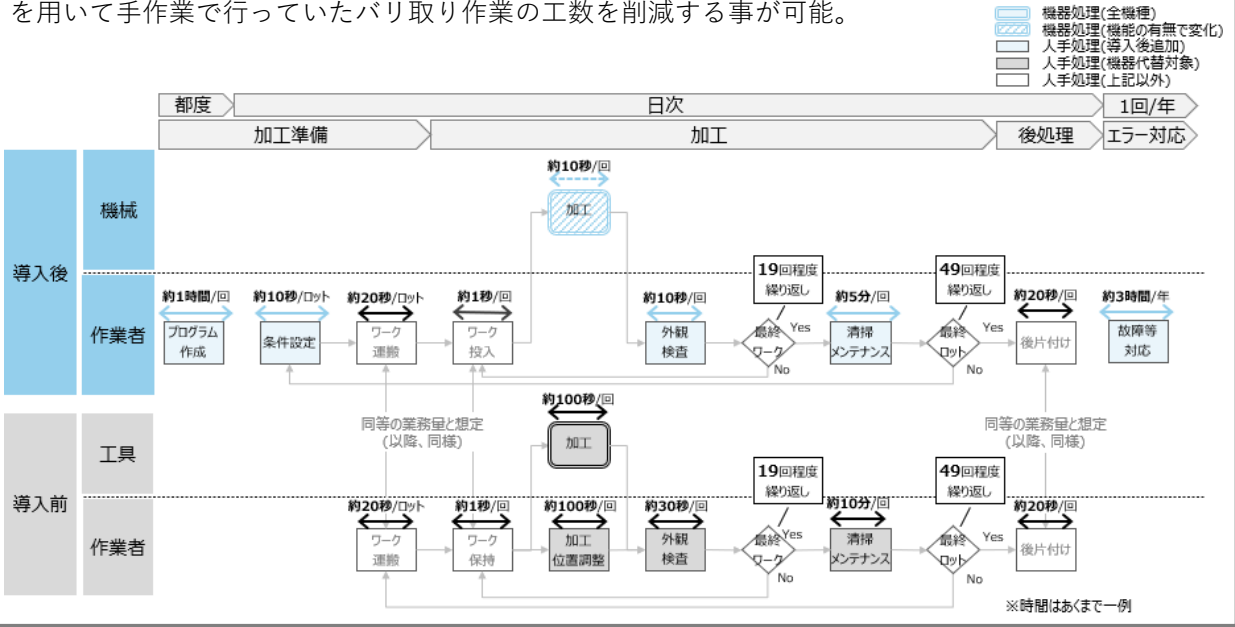 を用いて手作業で行っていたバリ取り作業の工数を削減する事が可能。
機器処理(全機種)
機器処理(機能の有無で変化)
人手処理(導入後追加)
人手処理(機器代替対象)
人手処理(上記以外)
都度
日次
1回/年
加工準備
加工
後処理
エラー対応
導入後
機械
約10秒/回
加工
作業者
約1時間/回
プログラム
作成
約10秒/ロット
条件設定
約20秒/ロット
ワーク
運搬
約1秒/回
ワーク
投入
約10秒/回
外観
検査
19回程度
繰り返し
最終
ワーク
Yes
No
約5分/回
清掃
メンテナンス
49回程度
繰り返し
最終
ロット
Yes
No
約20秒/回
後片付け
約3時間/年
故障等
対応
同等の業務量と想定
(以降、同様)
同等の業務量と想定
(以降、同様)
導入前
工具
約100秒/回
加工
作業者
約20秒/ロット
ワーク
運搬
約1秒/回
ワーク
保持
約100秒/回
加工
位置調整
約30秒/回
外観
検査
19回程度
繰り返し
最終
ワーク
Yes
No
約10分/回
清掃
メンテナンス
49回程度
繰り返し
最終
ロット
Yes
No
約20秒/回
後片付け
※時間はあくまで一例